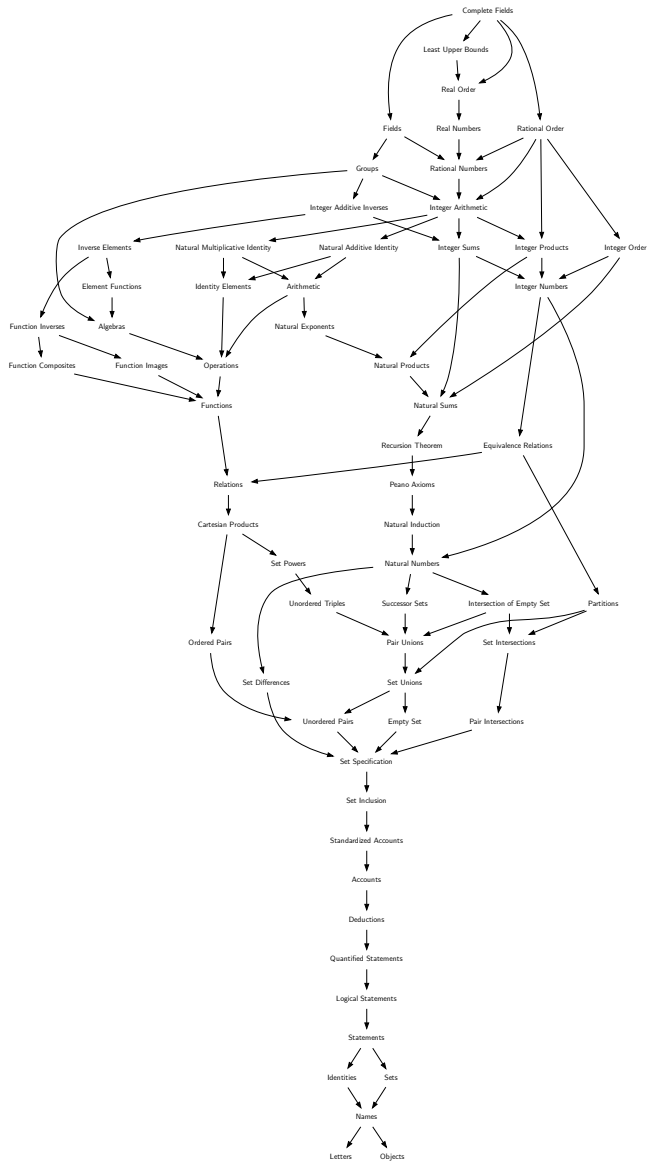 Complete Fields
Least Upper Bounds
Real Order
Fields
Real Numbers
Rational Order
Groups
Rational Numbers
Integer Additive Inverses
Integer Arithmetic
Inverse Elements
Natural Multiplicative Identity
Natural Additive Identity
Integer Sums
Integer Products
Integer Order
Element Functions
Identity Elements
Arithmetic
Integer Numbers
Function Inverses
Algebras
Natural Exponents
Function Composites
Function Images
Operations
Natural Products
Functions
Natural Sums
Recursion Theorem
Equivalence Relations
Relations
Peano Axioms
Cartesian Products
Natural Induction
Set Powers
Natural Numbers
Unordered Triples
Successor Sets
Intersection of Empty Set
Partitions
Ordered Pairs
Pair Unions
Set Intersections
Set Differences
Set Unions
Unordered Pairs
Empty Set
Pair Intersections
Set Specification
Set Inclusion
Standardized Accounts
Accounts
Deductions
Quantified Statements
Logical Statements
Statements
Identities
Sets
Names
Letters
Objects